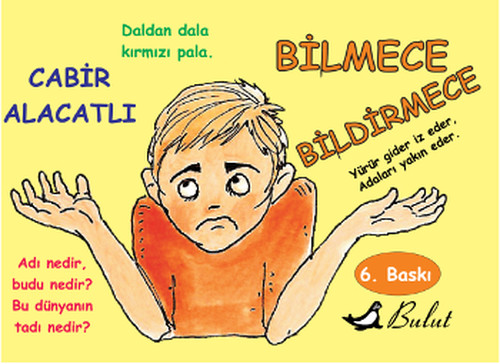 Daldan dala
kırmızı pala.
BİLMECE
BİLDİRMECE
CABİR
ALACATLI
Yürür gider iz eder,
Adaları yakın eder.
Adı nedir,
budu nedir?
Bu dünyanın
tadı nedir?
6. Baskı
Bulut